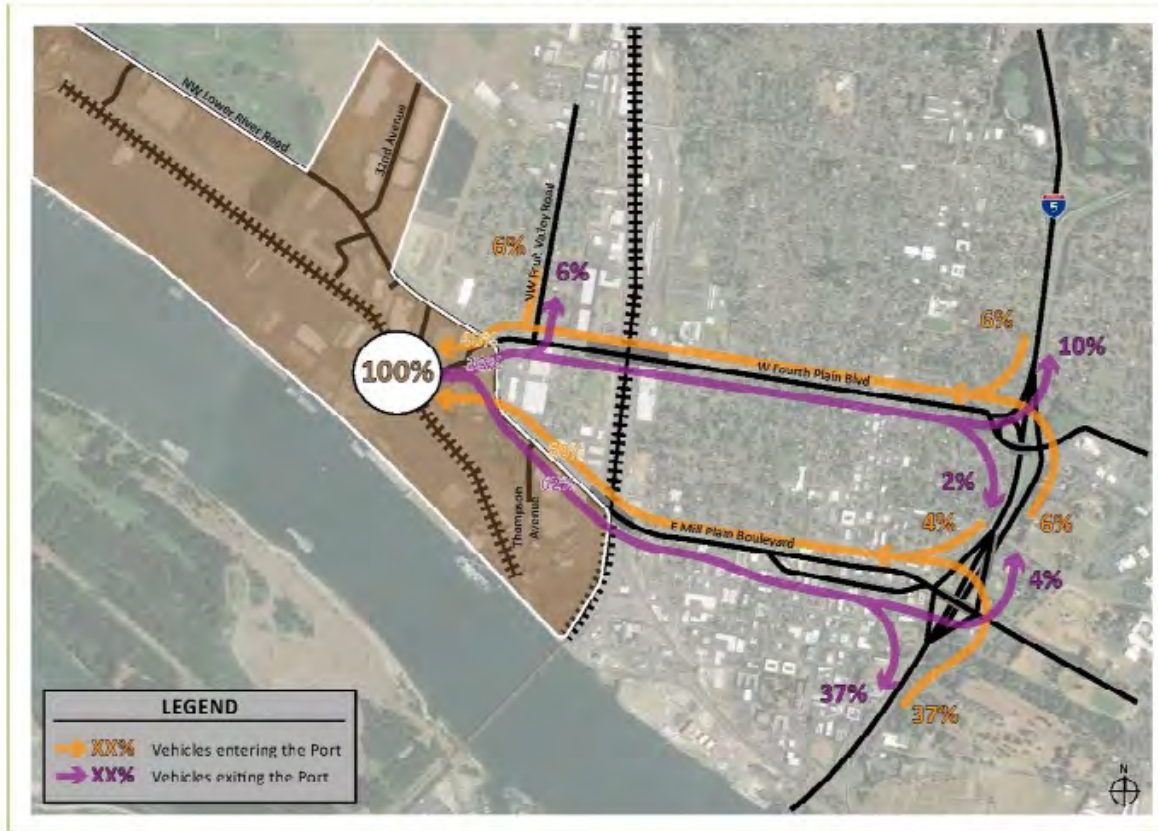 NW Lower River Road
32nd Avenue
NW Fruit Valley Road
5
6%
6%
6%
10%
W Fourth Plain Blvd
100%
2%
4%
6%
Thompson
Avenue
E Mill Plain Boulevard
4%
37%
37%
LEGEND
XX% Vehicles entering the Port
XX% Vehicles exiting the Port
N